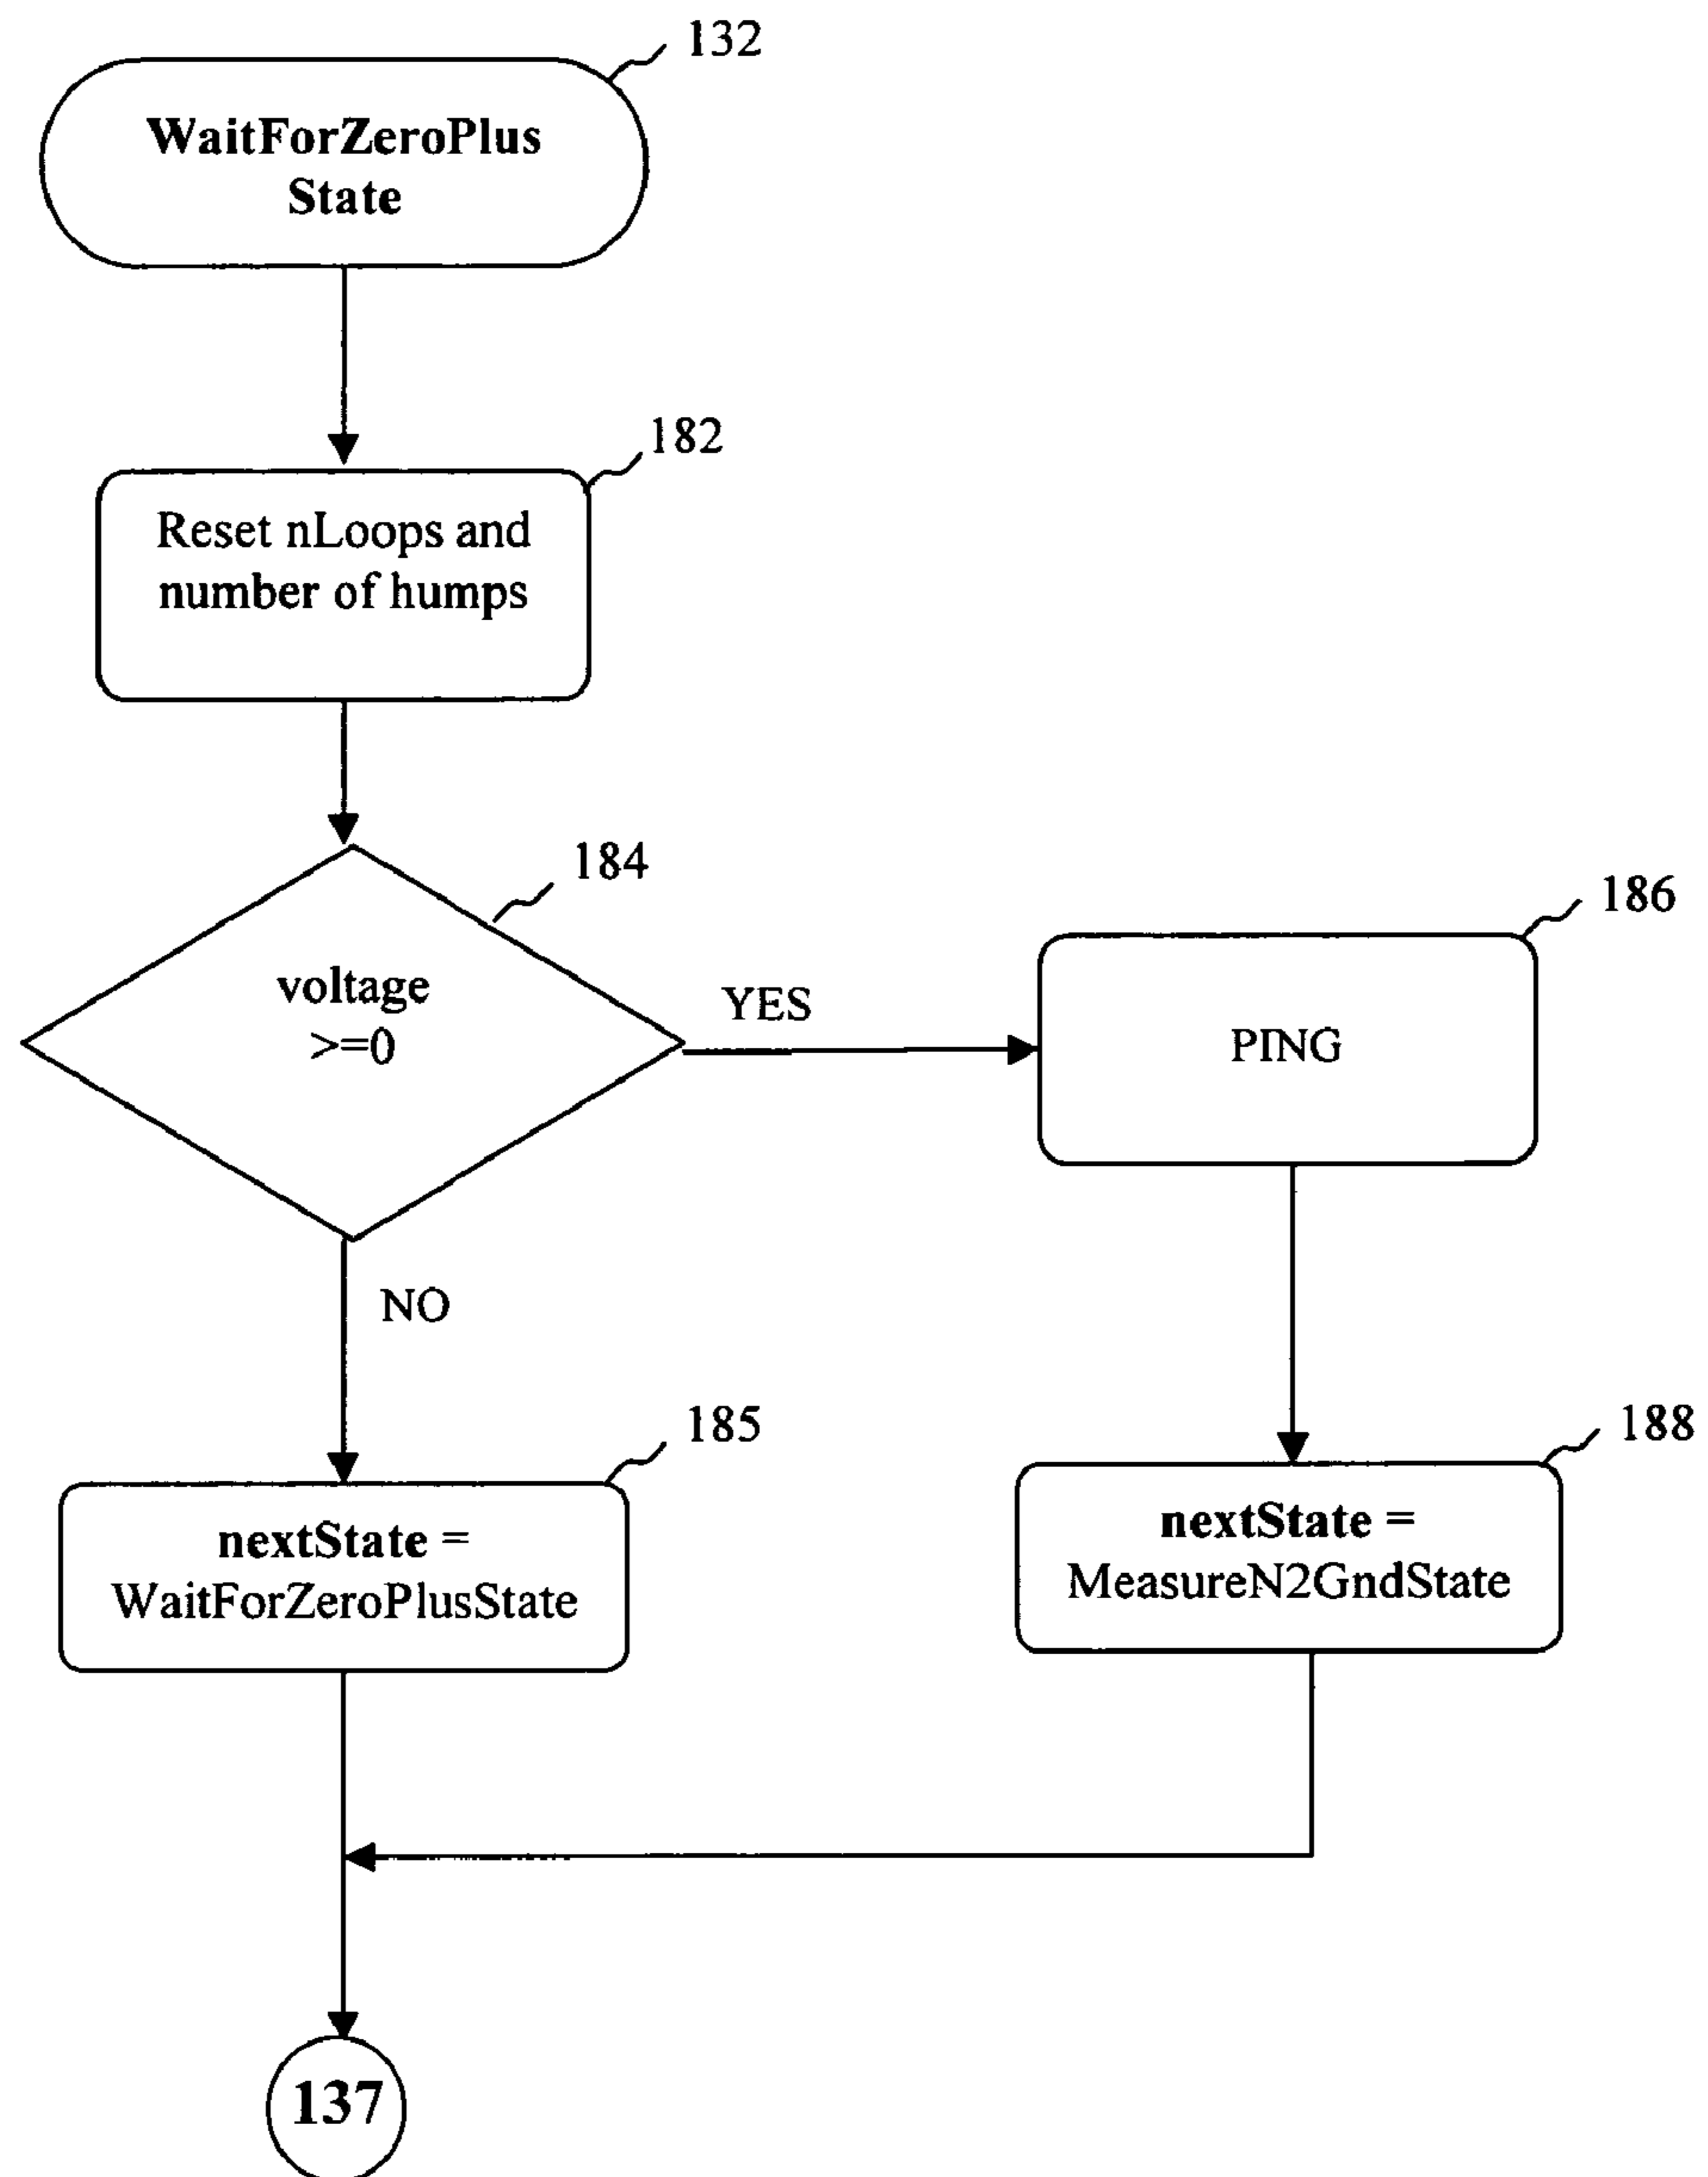 132
WaitForZeroPlus
State
182
Reset nLoops and
number of humps
184
voltage
>=0
YES
186
PING
NO
185
nextState =
WaitForZeroPlusState
188
nextState =
MeasureN2GndState
137